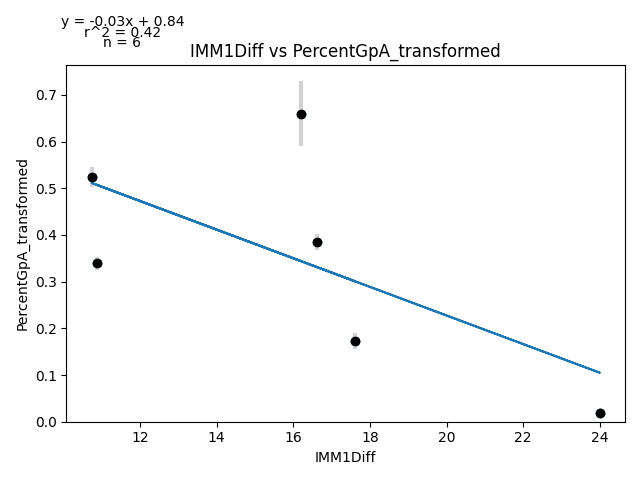 y = -0.03x + 0.84
r^2 = 0.42
n = 6
IMM1Diff vs PercentGpA_transformed
PercentGpA_transformed
0.7
0.6
0.5
0.4
0.3
0.2
0.1
0.0
12 14 16 18 20 22 24
IMM1Diff